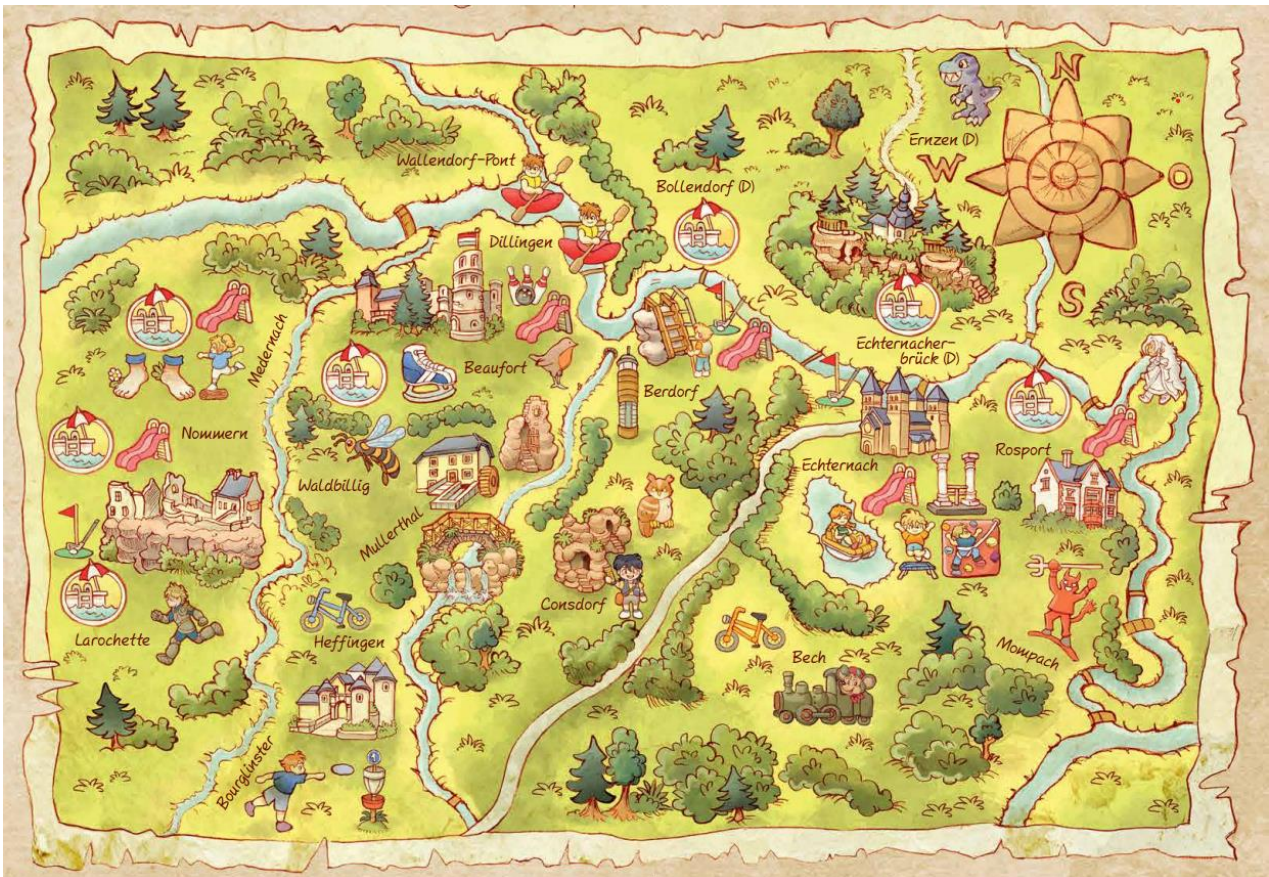 N
W
O
S
Ernzen (D)
Wallendorf-Pont
Bollendorf (D)
Dillingen
Medernach
Echternacher-
brück (D)
Beaufort
Berdorf
Nommern
Rosport
Echternach
Waldbillig
Mullerthal
Consdorf
Larochette
Heffingen
Bech
Mompach
Bourglinster